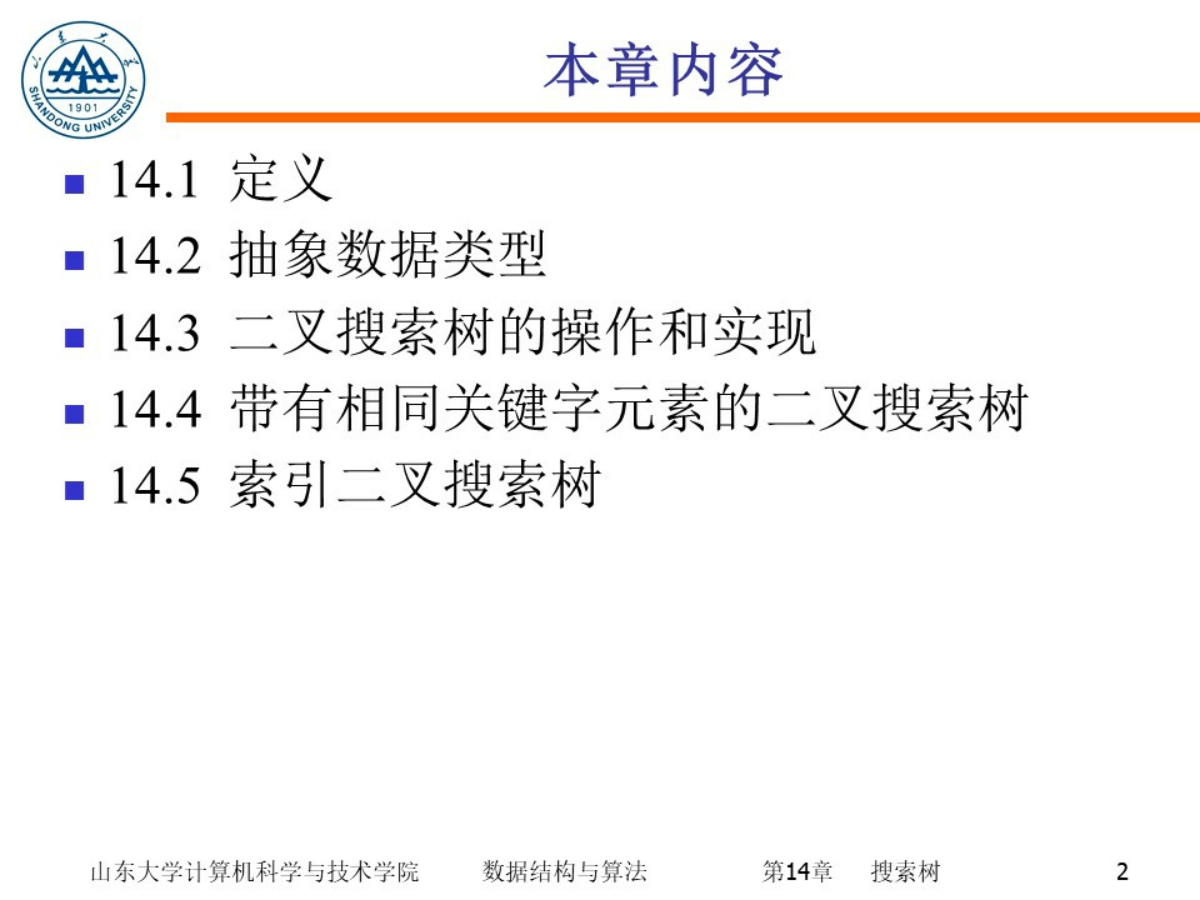 SHANDONG UNIVERSITY
1901
本章内容
14.1 定义
14.2 抽象数据类型
14.3 二叉搜索树的操作和实现
14.4 带有相同关键字元素的二叉搜索树
14.5 索引二叉搜索树
山东大学计算机科学与技术学院 数据结构与算法 第14章 搜索树 2